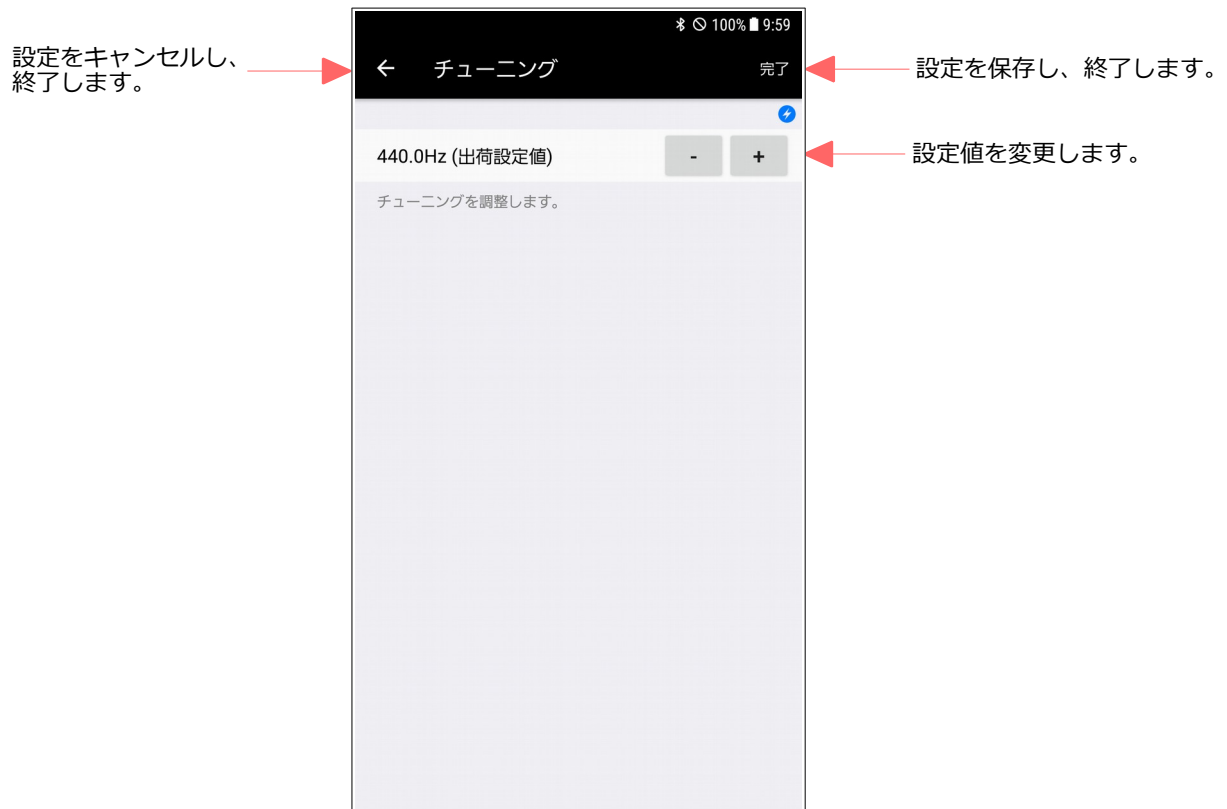 100% 9:59
設定をキャンセルし、
終了します。
チューニング
完了
設定を保存し、終了します。
440.0Hz (出荷設定値)
-
+
設定値を変更します。
チューニングを調整します。